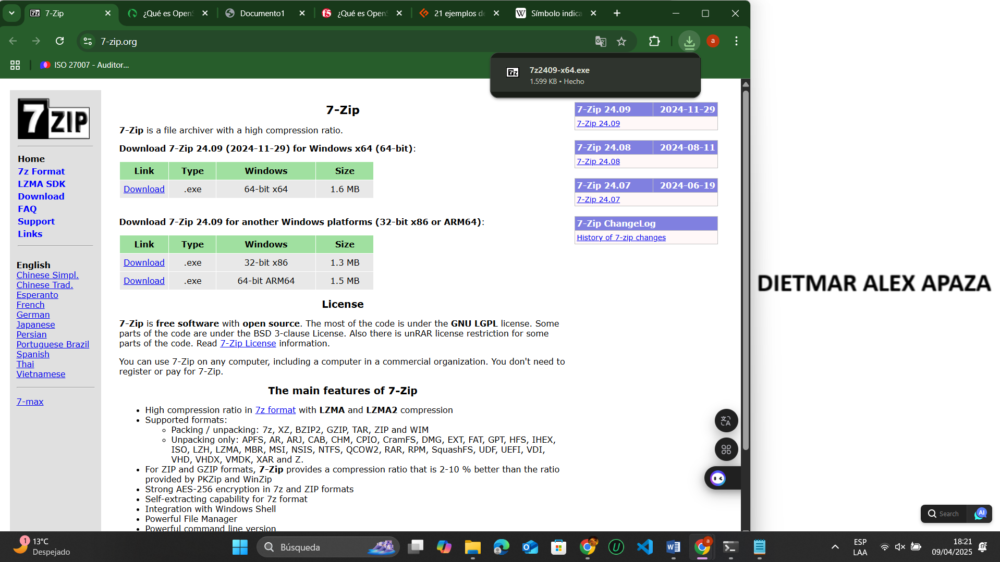 7-Zip
¿Qué es OpenS
Documento1
¿Qué es OpenS
21 ejemplos de
Símbolo indica
7-zip.org
a
ISO 27007 - Auditor...
7z2409-x64.exe
1.599 KB • Hecho
7ZIP
Home
7z Format
LZMA SDK
Download
FAQ
Support
Links
English
Chinese Simpl.
Chinese Trad.
Esperanto
French
German
Japanese
Persian
Portuguese Brazil
Spanish
Thai
Vietnamese
7-max
7-Zip
7-Zip is a file archiver with a high compression ratio.
Download 7-Zip 24.09 (2024-11-29) for Windows x64 (64-bit):
Link Type Windows Size
Download .exe 64-bit x64 1.6 MB
Download 7-Zip 24.09 for another Windows platforms (32-bit x86 or ARM64):
Link Type Windows Size
Download .exe 32-bit x86 1.3 MB
Download .exe 64-bit ARM64 1.5 MB
License
7-Zip is free software with open source. The most of the code is under the GNU LGPL license. Some
parts of the code are under the BSD 3-clause License. Also there is unRAR license restriction for some
parts of the code. Read 7-Zip License information.
You can use 7-Zip on any computer, including a computer in a commercial organization. You don't need to
register or pay for 7-Zip.
The main features of 7-Zip
High compression ratio in 7z format with LZMA and LZMA2 compression
Supported formats:
Packing / unpacking: 7z, XZ, BZIP2, GZIP, TAR, ZIP and WIM
Unpacking only: APFS, AR, ARJ, CAB, CHM, CPIO, CramFS, DMG, EXT, FAT, GPT, HFS, IHEX,
ISO, LZH, LZMA, MBR, MSI, NSIS, NTFS, QCOW2, RAR, RPM, SquashFS, UDF, UEFI, VDI,
VHD, VHDX, VMDK, XAR and Z.
For ZIP and GZIP formats, 7-Zip provides a compression ratio that is 2-10 % better than the ratio
provided by PKZip and WinZip
Strong AES-256 encryption in 7z and ZIP formats
Self-extracting capability for 7z format
Integration with Windows Shell
Powerful File Manager
Powerful command line version
7-Zip 24.09 2024-11-29
7-Zip 24.09
7-Zip 24.08 2024-08-11
7-Zip 24.08
7-Zip 24.07 2024-06-19
7-Zip 24.07
7-Zip ChangeLog
History of 7-zip changes
DIETMAR ALEX APAZA
Search
AI
1
13°C
Despejado
Búsqueda
ESP
LAA
18:21
09/04/2025